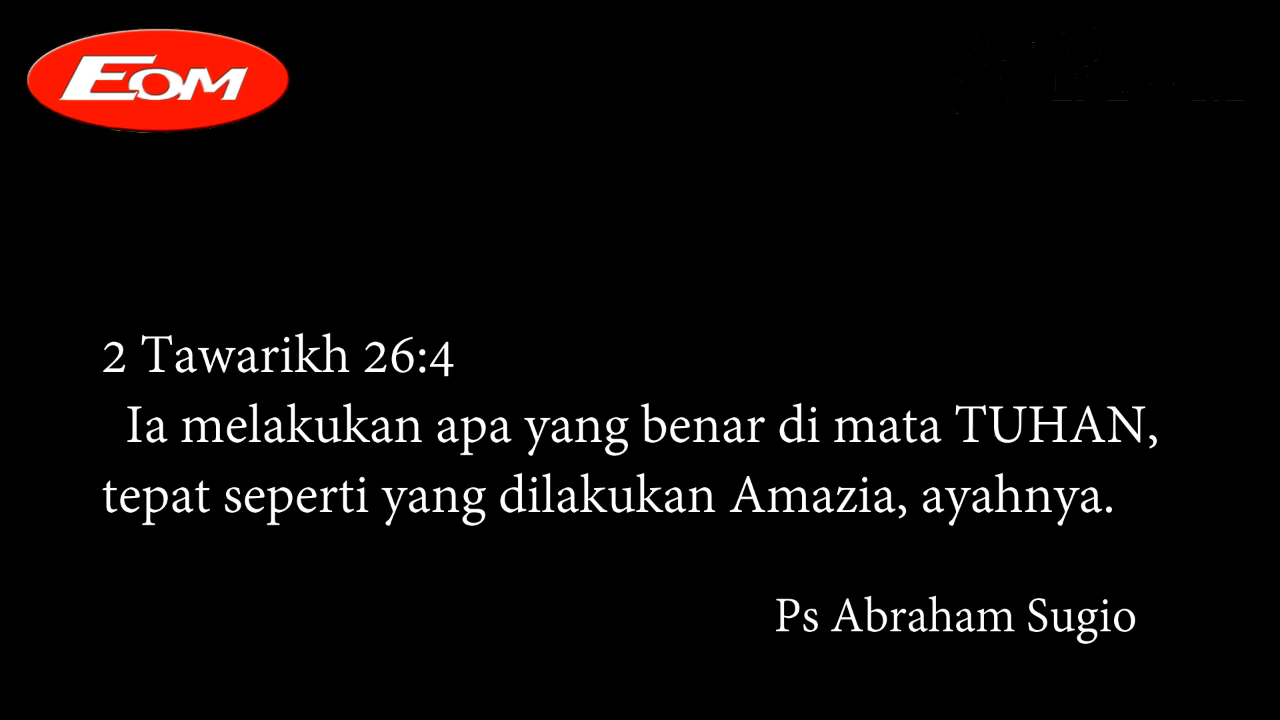 EOM
2 Tawarikh 26:4
Ia melakukan apa yang benar di mata TUHAN,
tepat seperti yang dilakukan Amazia, ayahnya.
Ps Abraham Sugio